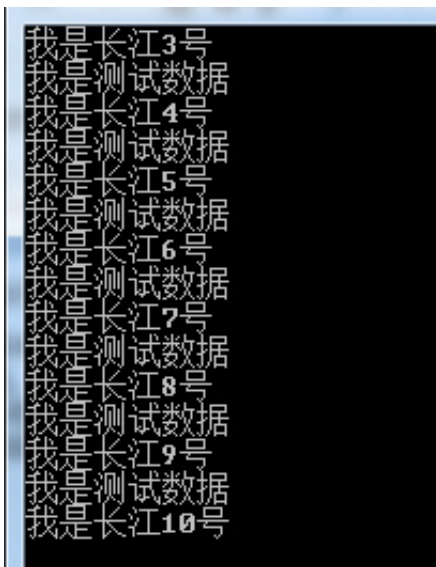 我是长江3号
我是测试数据
我是长江4号
我是测试数据
我是长江5号
我是测试数据
我是长江6号
我是测试数据
我是长江7号
我是测试数据
我是长江8号
我是测试数据
我是长江9号
我是测试数据
我是长江10号